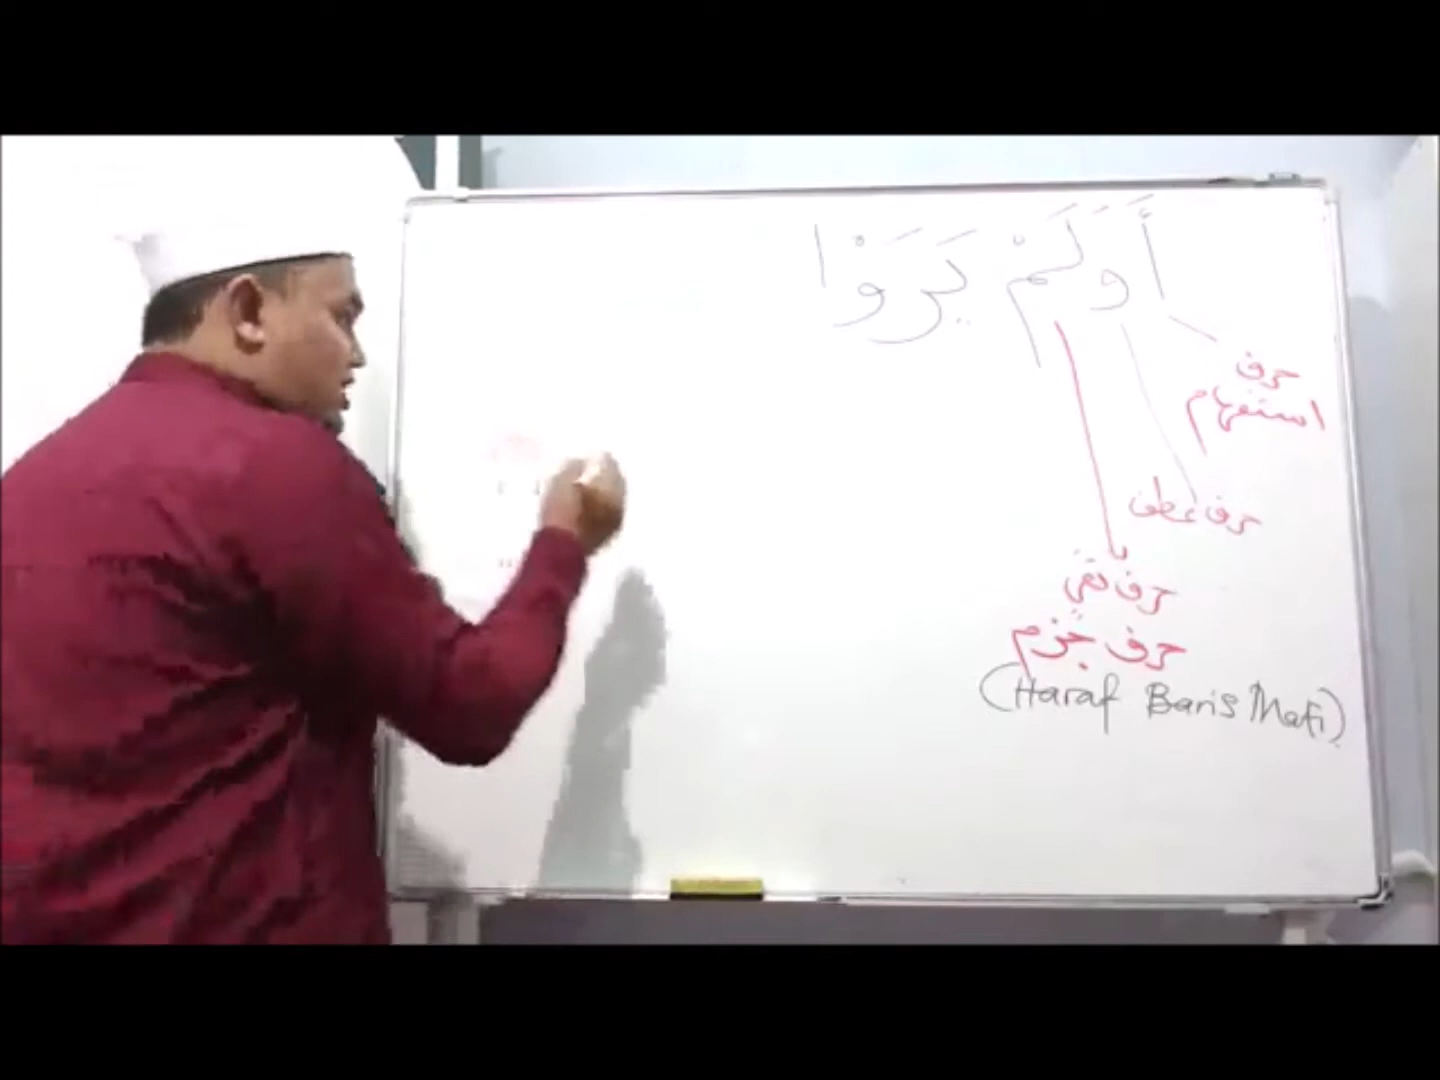 أَوَلَمْ يَرَوْا
حرف
استفهام
حرف عطف
حرف نفي
حرف جزم
(Haraf Baris Mati)